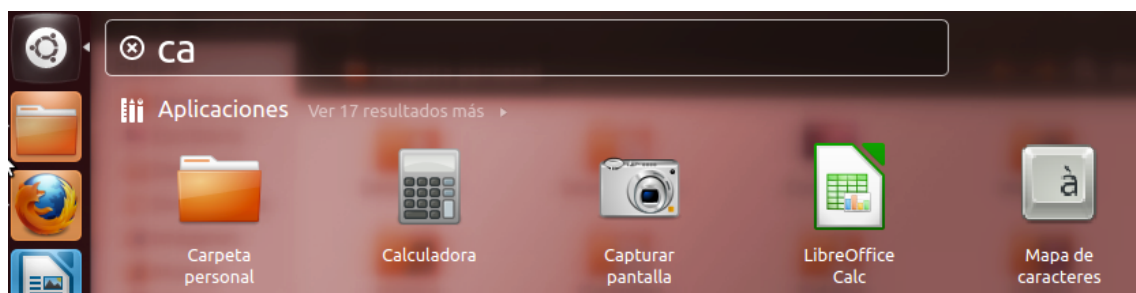 ca
Aplicaciones Ver 17 resultados más
Carpeta
personal
Calculadora
Capturar
pantalla
LibreOffice
Calc
Mapa de
caracteres
à